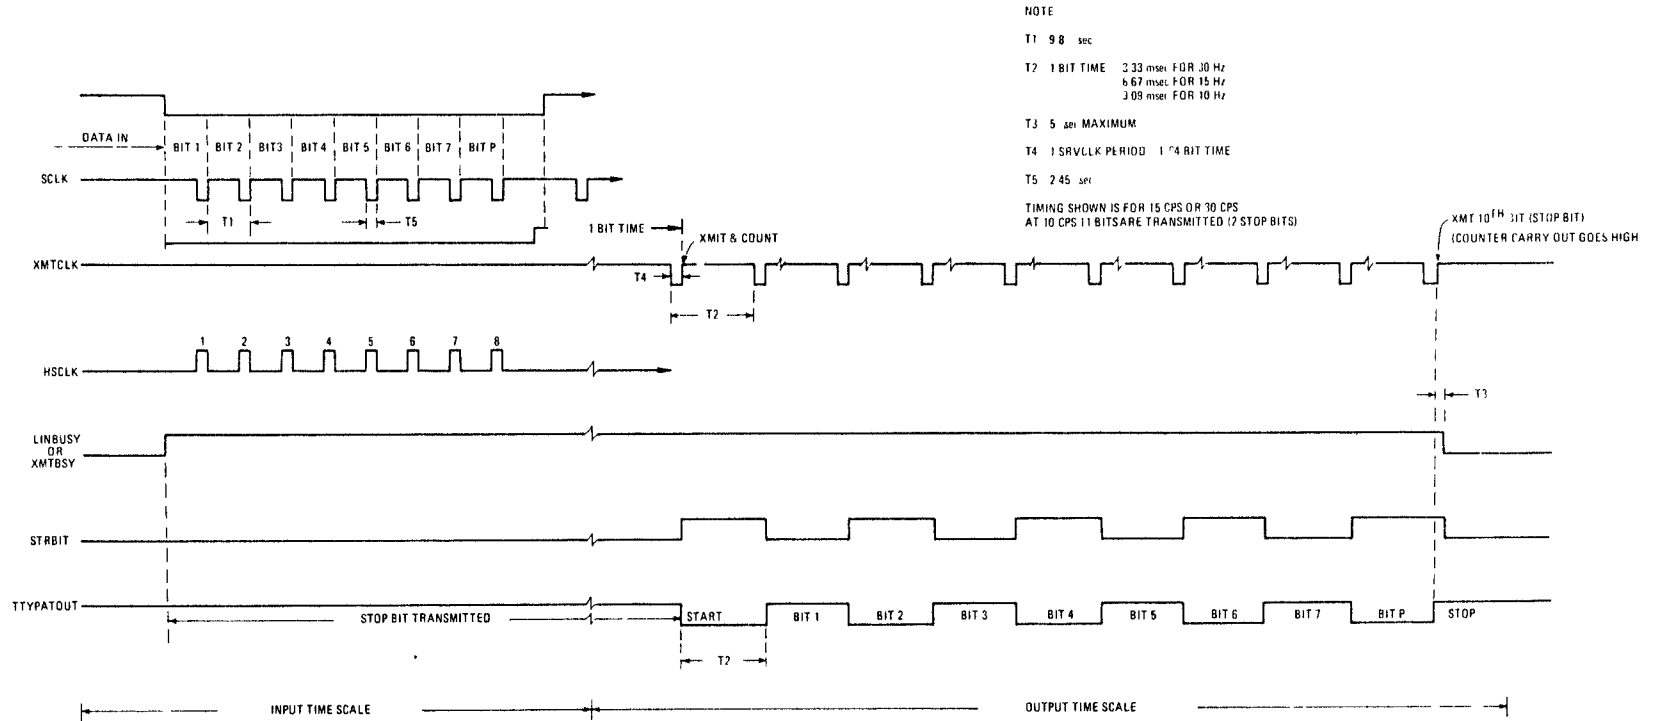 NOTE
T1 9.8 sec
T2 1 BIT TIME 3.33 msec FOR 30 Hz
6.67 msec FOR 15 Hz
9.09 msec FOR 10 Hz
T3 5 sec MAXIMUM
T4 1 SRVCLK PERIOD BIT TIME
T5 2.45 sec
TIMING SHOWN IS FOR 15 CPS OR 30 CPS
AT 10 CPS 11 BITS ARE TRANSMITTED (2 STOP BITS)
DATA IN
BIT 1 BIT 2 BIT 3 BIT 4 BIT 5 BIT 6 BIT 7 BIT P
SCLK
T1 T5
1 BIT TIME
XMIT & COUNT
XMT 10TH BIT (STOP BIT)
(COUNTER CARRY OUT GOES HIGH
XMTCLK
T4
T2
1 2 3 4 5 6 7 8
HSCLK
T3
LINBUSY
OR
XMTBSY
STRBIT
TTYPATOUT
STOP BIT TRANSMITTED
START BIT 1 BIT 2 BIT 3 BIT 4 BIT 5 BIT 6 BIT 7 BIT P STOP
T2
INPUT TIME SCALE
OUTPUT TIME SCALE